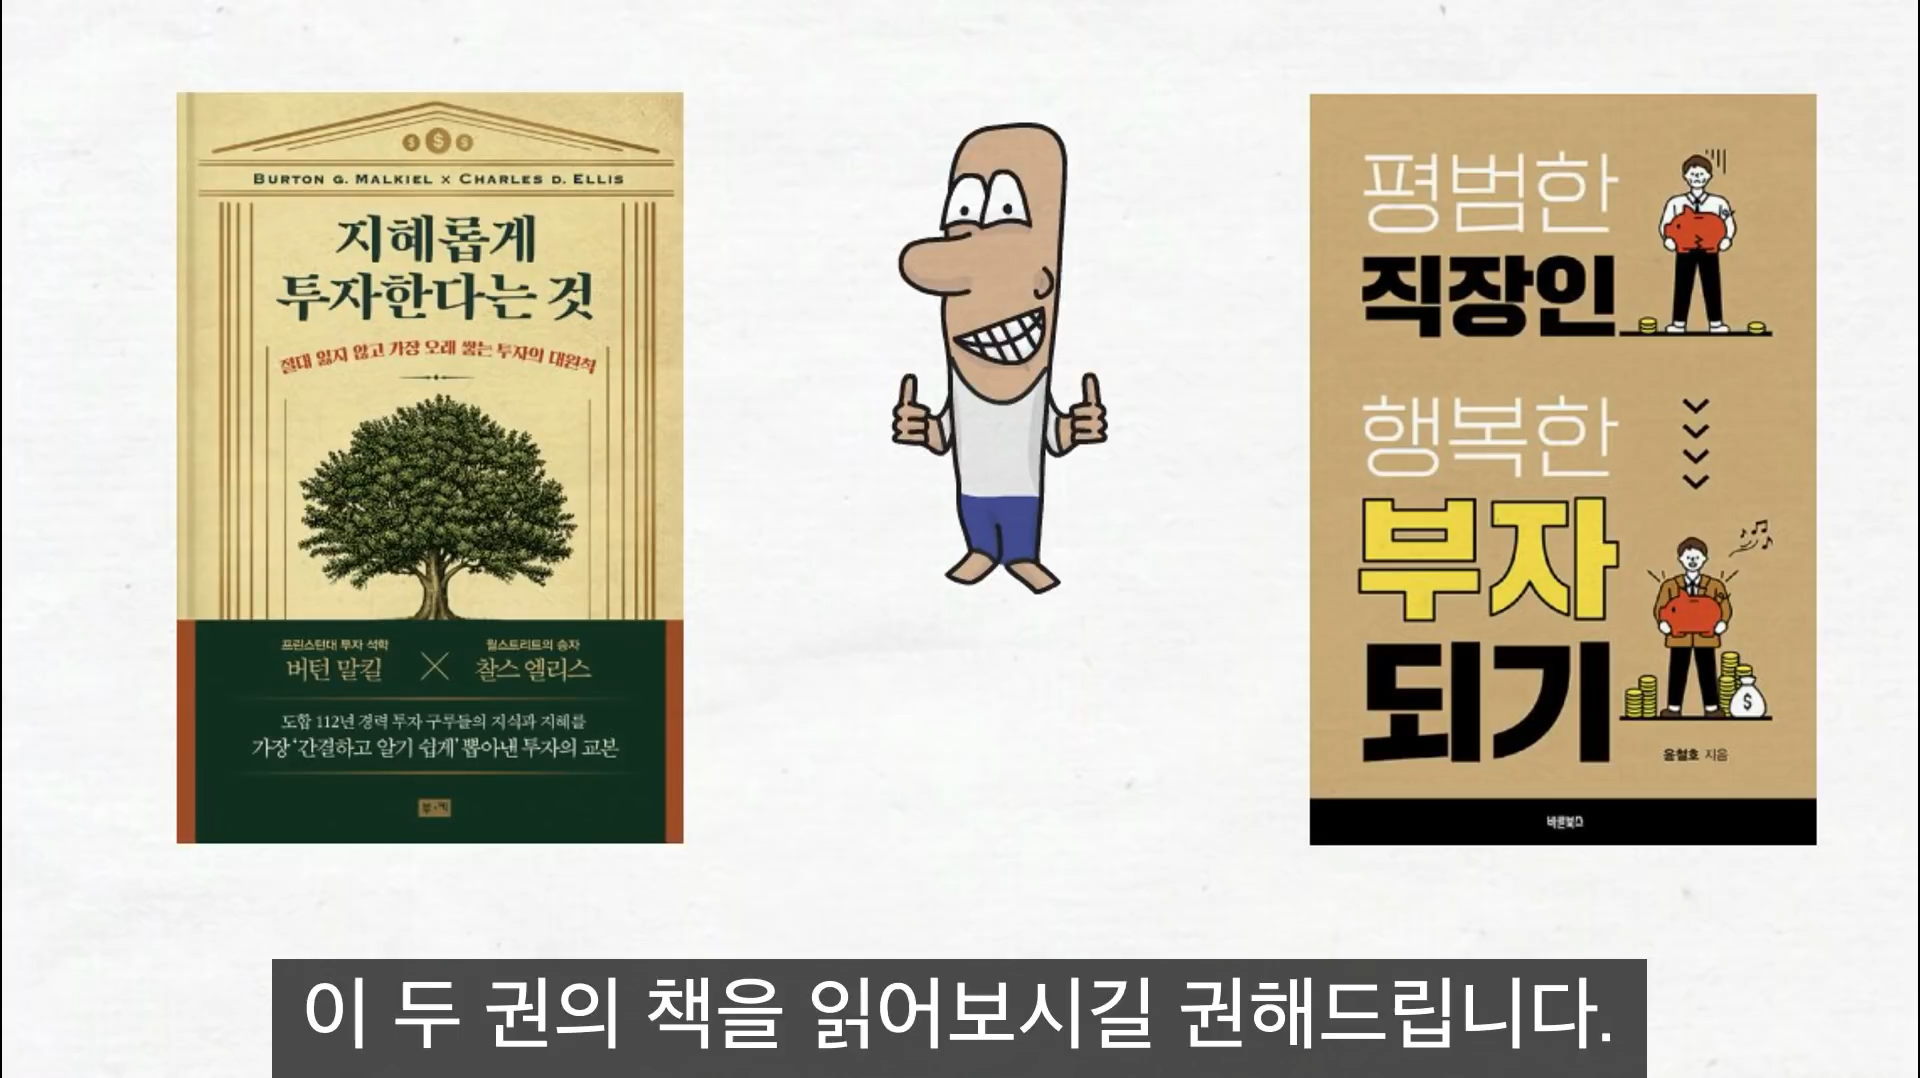 BURTON G. MALKIEL × CHARLES D. ELLIS
지혜롭게
투자한다는 것
절대 잃지 않고 가장 오래 쌓는 투자의 대원칙
프린스턴대 투자 석학
버턴 말킬
×
월스트리트의 승자
찰스 엘리스
도합 112년 경력 투자 구루들의 지식과 지혜를
가장 '간결하고 알기 쉽게' 뽑아낸 투자의 교본
부·키
평범한
직장인
행복한
부자
되기
윤철호 지음
바른북스
이 두 권의 책을 읽어보시길 권해드립니다.